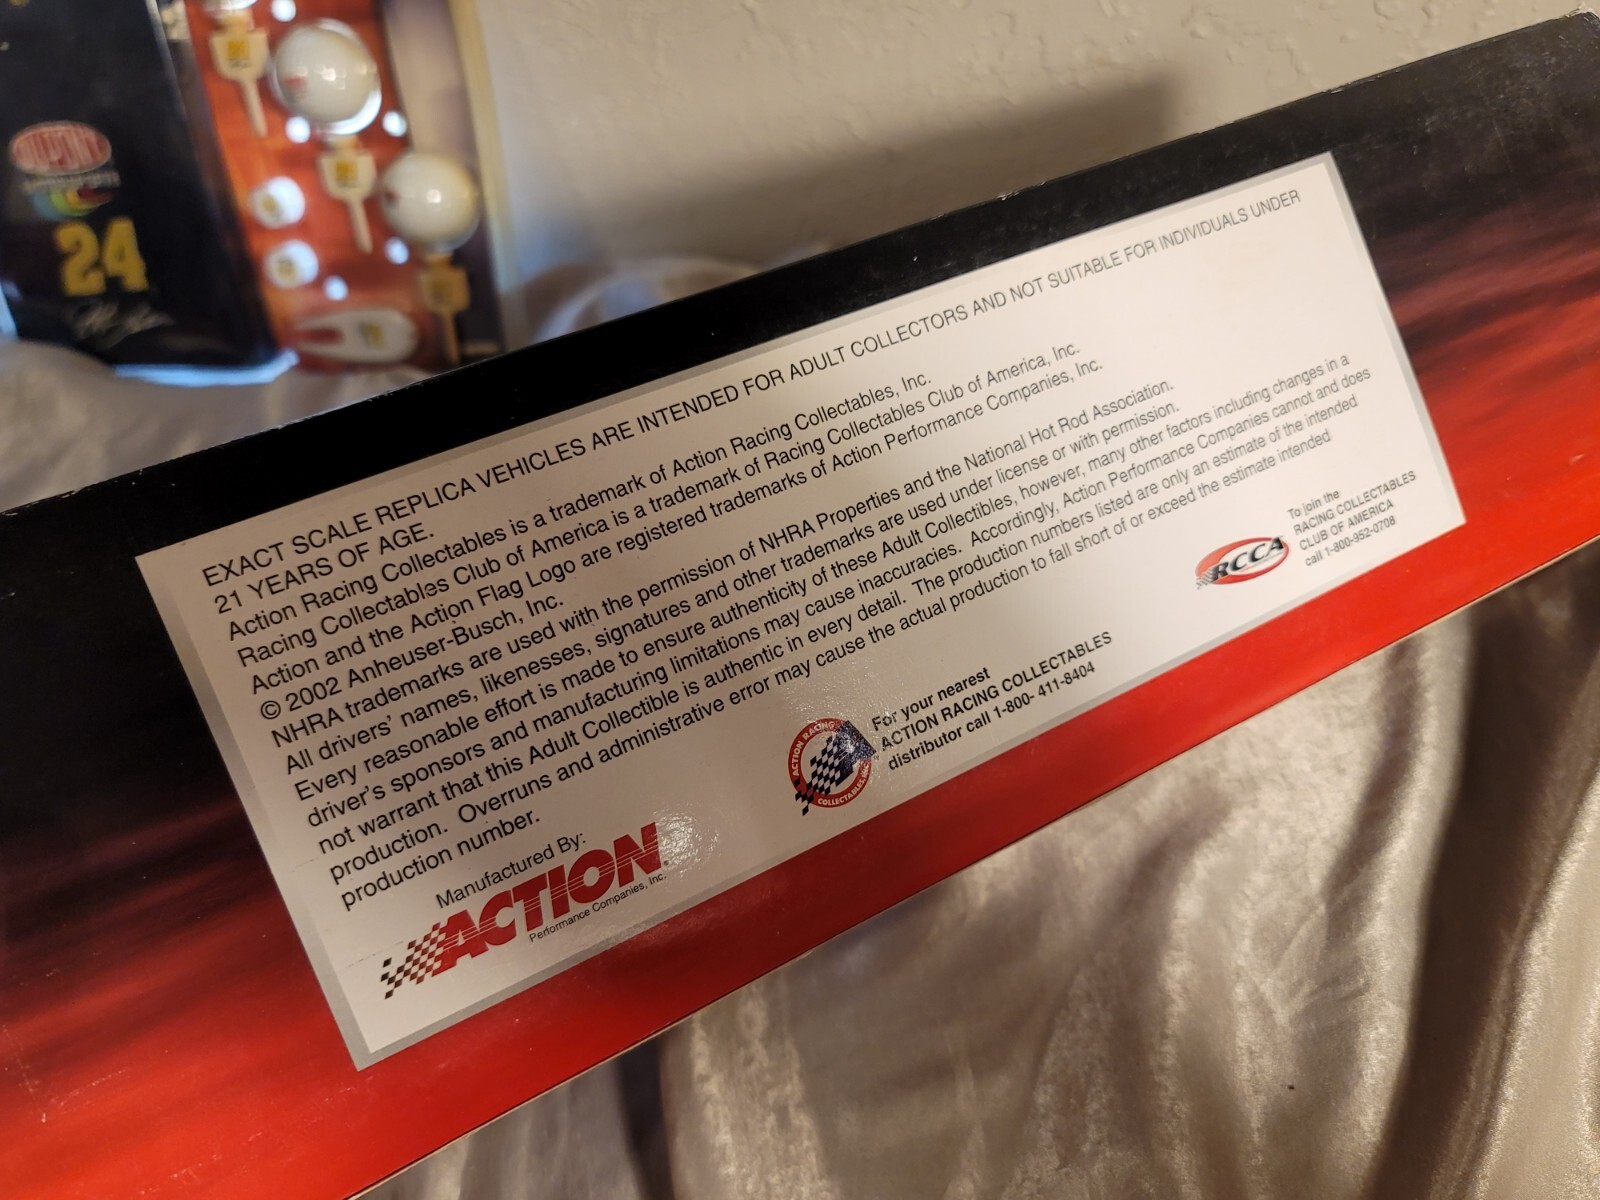 24
EXACT SCALE REPLICA VEHICLES ARE INTENDED FOR ADULT COLLECTORS AND NOT SUITABLE FOR INDIVIDUALS UNDER
21 YEARS OF AGE.
Action Racing Collectables is a trademark of Action Racing Collectables, Inc.
Racing Collectables Club of America is a trademark of Racing Collectables Club of America, Inc.
Action and the Action Flag Logo are registered trademarks of Action Performance Companies, Inc.
© 2002 Anheuser-Busch, Inc.
NHRA trademarks are used with the permission of NHRA Properties and the National Hot Rod Association.
All drivers' names, likenesses, signatures and other trademarks are used under license or with permission.
Every reasonable effort is made to ensure authenticity of these Adult Collectibles, however, many other factors including changes in a
driver's sponsors and manufacturing limitations may cause inaccuracies. Accordingly, Action Performance Companies cannot and does
not warrant that this Adult Collectible is authentic in every detail. The production numbers listed are only an estimate of the intended
production. Overruns and administrative error may cause the actual production to fall short of or exceed the estimate intended
production number.
Manufactured By:
ACTION
Performance Companies, Inc.
ACTION RACING
COLLECTABLES, INC.
For your nearest
ACTION RACING COLLECTABLES
distributor call 1-800- 411-8404
RCCA
To join the
RACING COLLECTABLES
CLUB OF AMERICA
call 1-800-952-0708